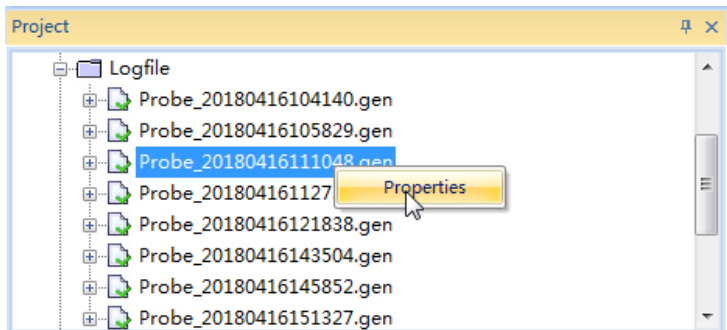 Project
Logfile
Probe_20180416104140.gen
Probe_20180416105829.gen
Probe_20180416111048.gen
Properties
Probe_201804161127
Probe_20180416121838.gen
Probe_20180416143504.gen
Probe_20180416145852.gen
Probe_20180416151327.gen